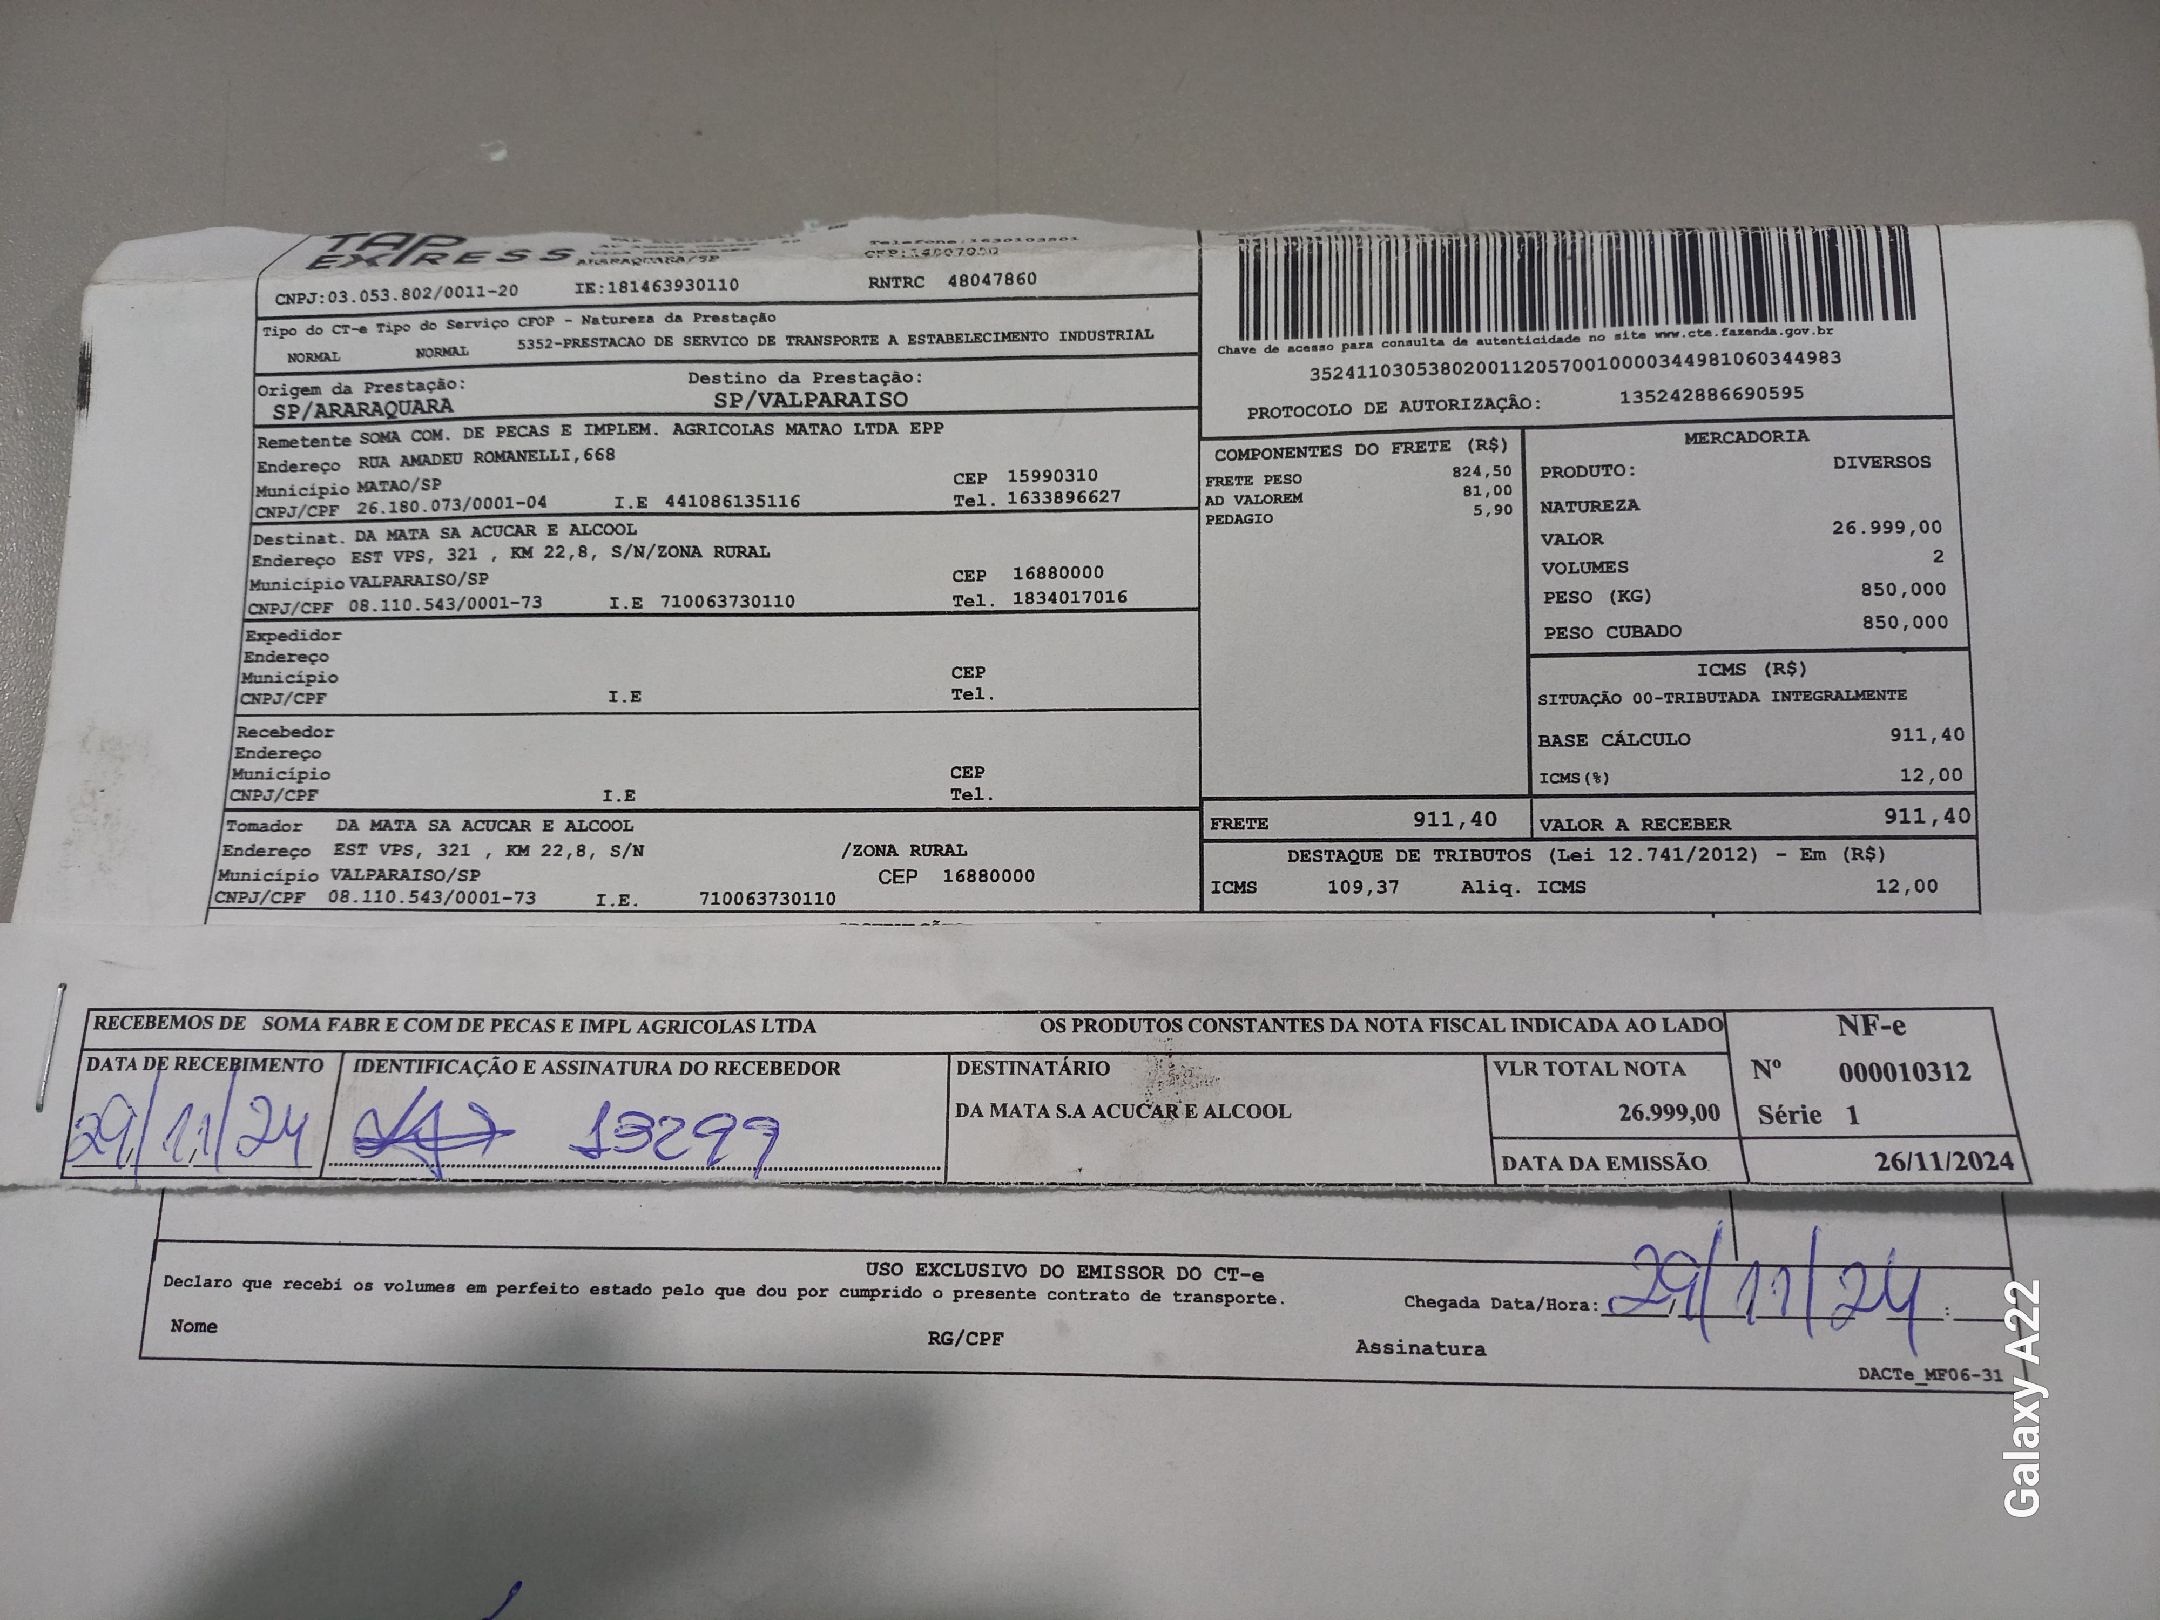 TAP
EXPRESS
ARARAQUARA/SP
CNPJ:03.053.802/0011-20 IE:181463930110 RNTRC 48047860
Tipo do CT-e Tipo do Serviço CFOP - Natureza da Prestação
NORMAL NORMAL 5352-PRESTACAO DE SERVICO DE TRANSPORTE A ESTABELECIMENTO INDUSTRIAL
Origem da Prestação: Destino da Prestação:
SP/ARARAQUARA SP/VALPARAISO
Remetente SOMA COM. DE PECAS E IMPLEM. AGRICOLAS MATAO LTDA EPP
Endereço RUA AMADEU ROMANELLI,668
Município MATAO/SP CEP 15990310
CNPJ/CPF 26.180.073/0001-04 I.E 441086135116 Tel. 1633896627
Destinat. DA MATA SA ACUCAR E ALCOOL
Endereço EST VPS, 321 , KM 22,8, S/N/ZONA RURAL
Município VALPARAISO/SP CEP 16880000
CNPJ/CPF 08.110.543/0001-73 I.E 710063730110 Tel. 1834017016
Expedidor
Endereço
Município CEP
CNPJ/CPF I.E Tel.
Recebedor
Endereço
Município CEP
CNPJ/CPF I.E Tel.
Tomador DA MATA SA ACUCAR E ALCOOL
Endereço EST VPS, 321 , KM 22,8, S/N /ZONA RURAL
Município VALPARAISO/SP CEP 16880000
CNPJ/CPF 08.110.543/0001-73 I.E. 710063730110
Chave de acesso para consulta de autenticidade no site www.cte.fazenda.gov.br
35241103053802001120570010000344981060344983
PROTOCOLO DE AUTORIZAÇÃO: 135242886690595
COMPONENTES DO FRETE (R$)
FRETE PESO 824,50
AD VALOREM 81,00
PEDAGIO 5,90
MERCADORIA
PRODUTO: DIVERSOS
NATUREZA
VALOR 26.999,00
VOLUMES 2
PESO (KG) 850,000
PESO CUBADO 850,000
ICMS (R$)
SITUAÇÃO 00-TRIBUTADA INTEGRALMENTE
BASE CÁLCULO 911,40
ICMS(%) 12,00
FRETE 911,40 VALOR A RECEBER 911,40
DESTAQUE DE TRIBUTOS (Lei 12.741/2012) - Em (R$)
ICMS 109,37 Aliq. ICMS 12,00
RECEBEMOS DE SOMA FABR E COM DE PECAS E IMPL AGRICOLAS LTDA OS PRODUTOS CONSTANTES DA NOTA FISCAL INDICADA AO LADO
DATA DE RECEBIMENTO IDENTIFICAÇÃO E ASSINATURA DO RECEBEDOR
29/11/24 13299
DESTINATÁRIO
DA MATA S.A ACUCAR E ALCOOL
VLR TOTAL NOTA
26.999,00
DATA DA EMISSÃO 26/11/2024
NF-e
Nº 000010312
Série 1
USO EXCLUSIVO DO EMISSOR DO CT-e
Declaro que recebi os volumes em perfeito estado pelo que dou por cumprido o presente contrato de transporte.
Chegada Data/Hora: 29/11/24 :
Nome RG/CPF Assinatura
DACTe_MF06-31
Galaxy A22